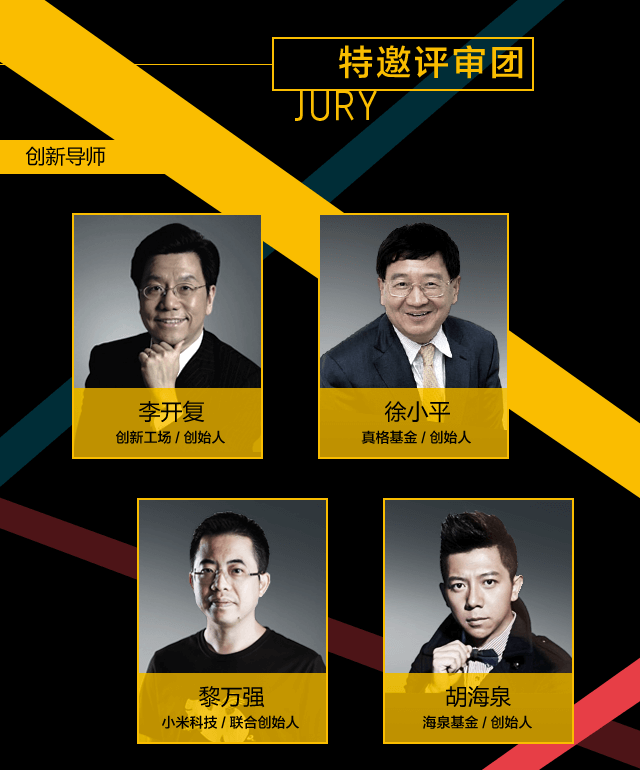 特邀评审团
JURY
创新导师
李开复
创新工场 / 创始人
徐小平
真格基金 / 创始人
黎万强
小米科技 / 联合创始人
胡海泉
海泉基金 / 创始人